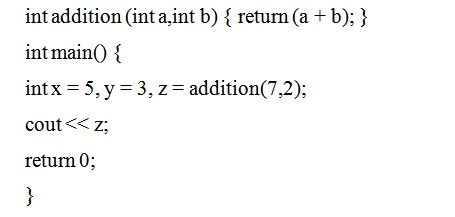 int addition (int a,int b) { return (a + b); }
int main() {
int x = 5, y = 3, z = addition(7,2);
cout << z;
return 0;
}